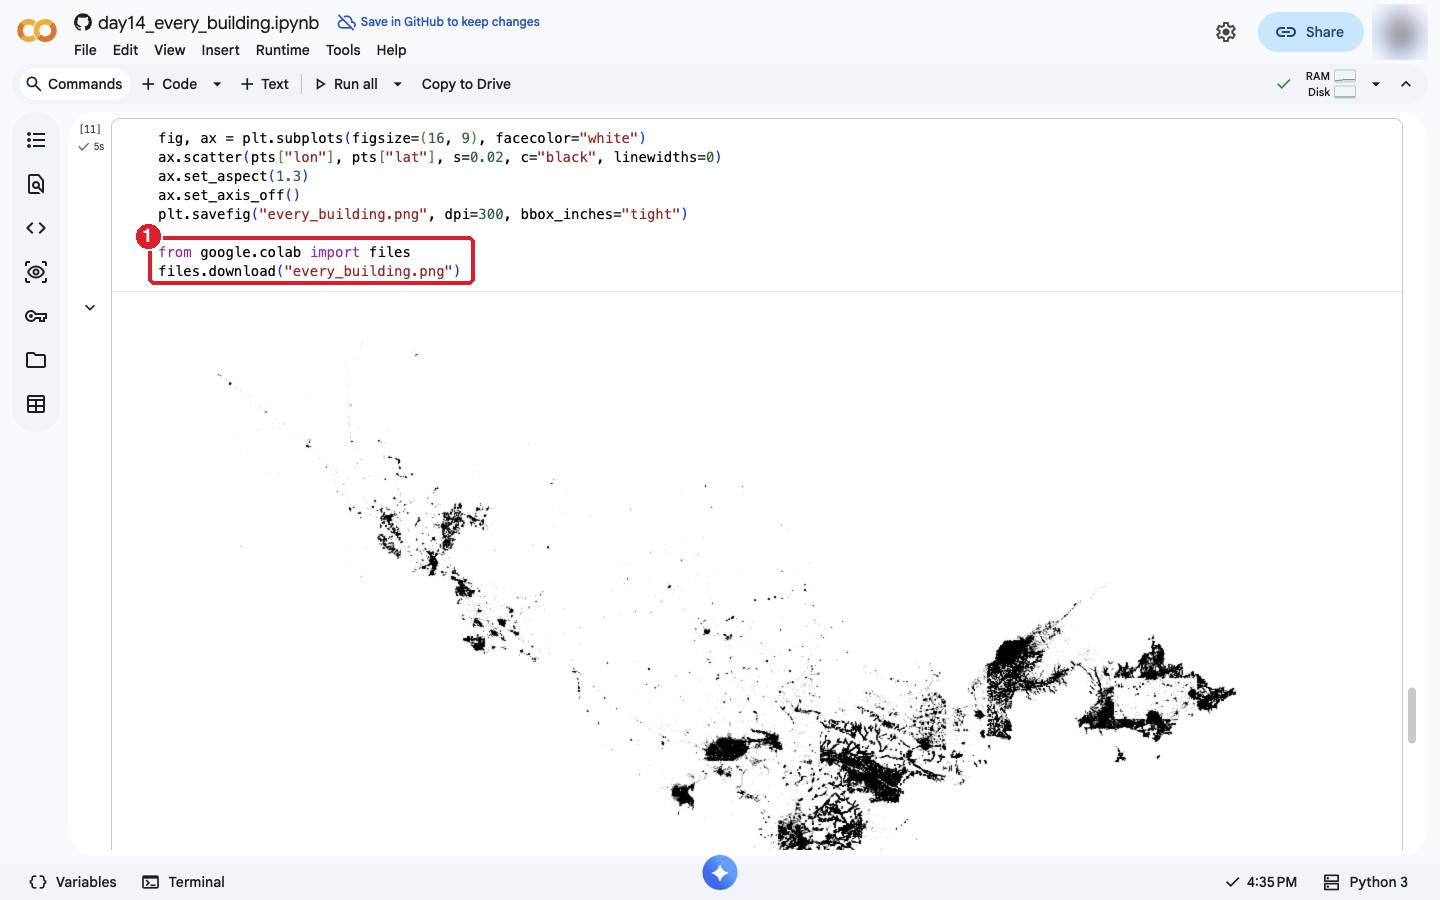 day14_every_building.ipynb
Save in GitHub to keep changes
File Edit View Insert Runtime Tools Help
Share
Commands
+ Code
+ Text
Run all
Copy to Drive
RAM
Disk
[11]
5s
fig, ax = plt.subplots(figsize=(16, 9), facecolor="white")
ax.scatter(pts["lon"], pts["lat"], s=0.02, c="black", linewidths=0)
ax.set_aspect(1.3)
ax.set_axis_off()
plt.savefig("every_building.png", dpi=300, bbox_inches="tight")
1
from google.colab import files
files.download("every_building.png")
Variables
Terminal
4:35 PM
Python 3